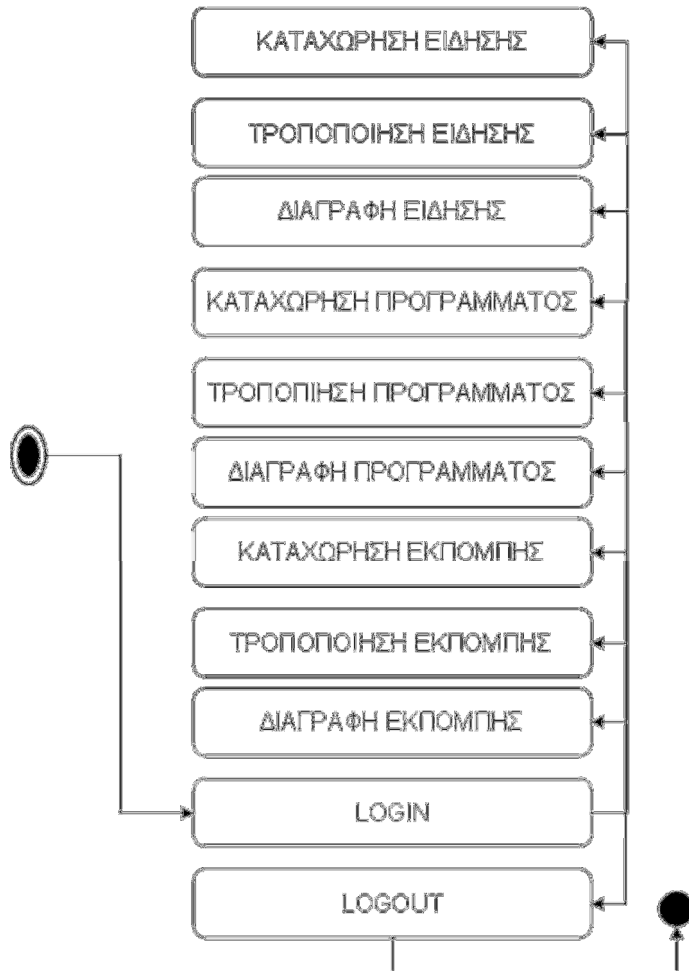 ΚΑΤΑΧΩΡΗΣΗ ΕΙΔΗΣΗΣ
ΤΡΟΠΟΠΟΙΗΣΗ ΕΙΔΗΣΗΣ
ΔΙΑΓΡΑΦΗ ΕΙΔΗΣΗΣ
ΚΑΤΑΧΩΡΗΣΗ ΠΡΟΓΡΑΜΜΑΤΟΣ
ΤΡΟΠΟΠΙΗΣΗ ΠΡΟΓΡΑΜΜΑΤΟΣ
ΔΙΑΓΡΑΦΗ ΠΡΟΓΡΑΜΜΑΤΟΣ
ΚΑΤΑΧΩΡΗΣΗ ΕΚΠΟΜΠΗΣ
ΤΡΟΠΟΠΟΙΗΣΗ ΕΚΠΟΜΠΗΣ
ΔΙΑΓΡΑΦΗ ΕΚΠΟΜΠΗΣ
LOGIN
LOGOUT